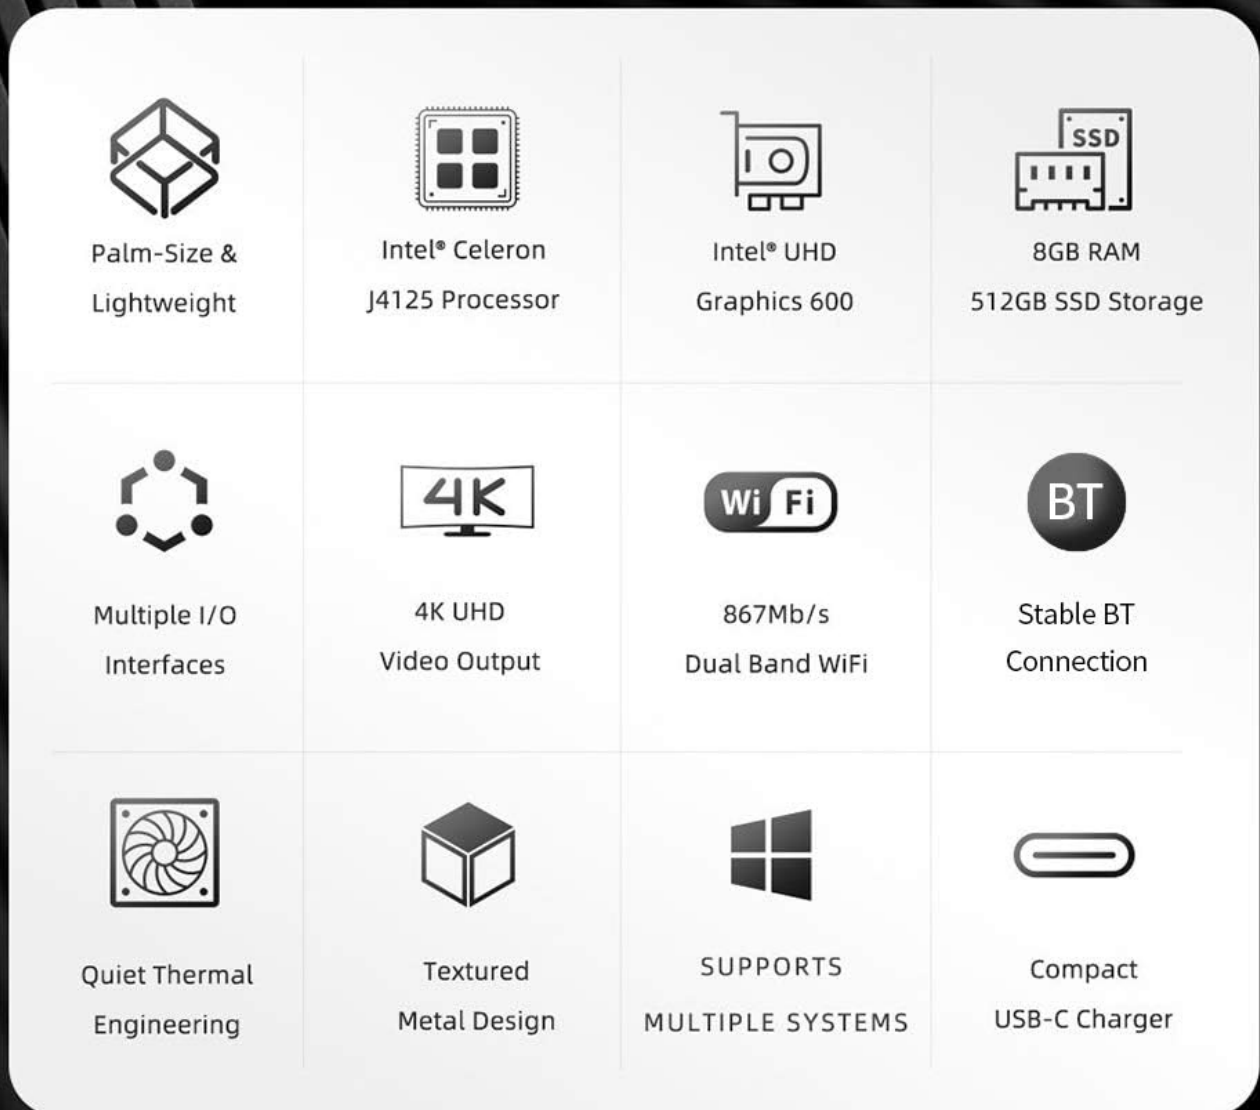 SSD
Palm-Size &
Lightweight
Intel® Celeron
J4125 Processor
Intel® UHD
Graphics 600
8GB RAM
512GB SSD Storage
4K
Wi Fi
BT
Multiple I/O
Interfaces
4K UHD
Video Output
867Mb/s
Dual Band WiFi
Stable BT
Connection
Quiet Thermal
Engineering
Textured
Metal Design
SUPPORTS
MULTIPLE SYSTEMS
Compact
USB-C Charger